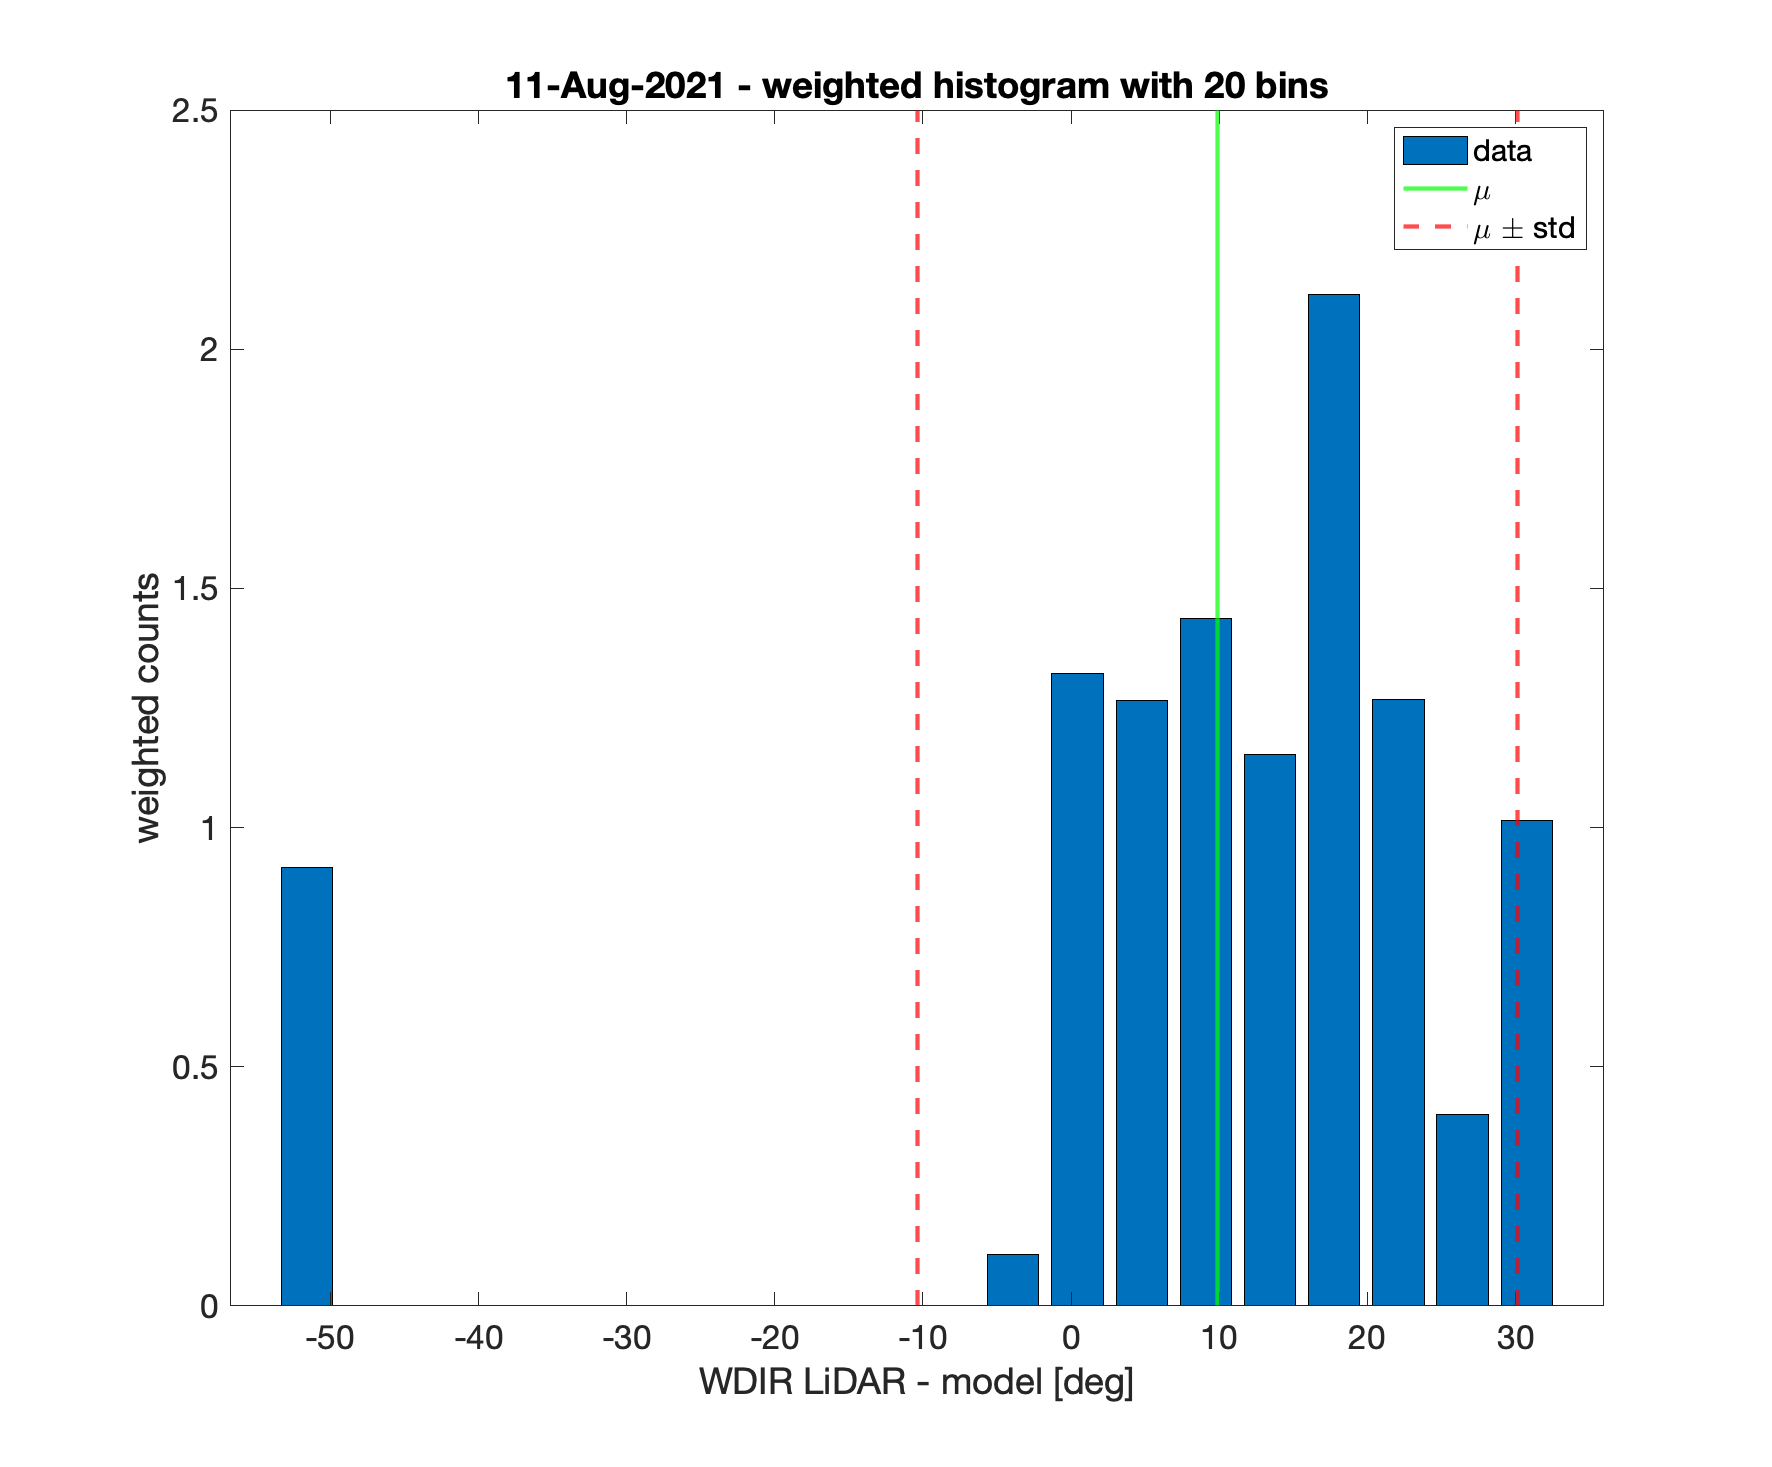 11-Aug-2021 - weighted histogram with 20 bins
2.5
2
1.5
1
0.5
0
weighted counts
data
μ
μ ± std
-50 -40 -30 -20 -10 0 10 20 30
WDIR LiDAR - model [deg]